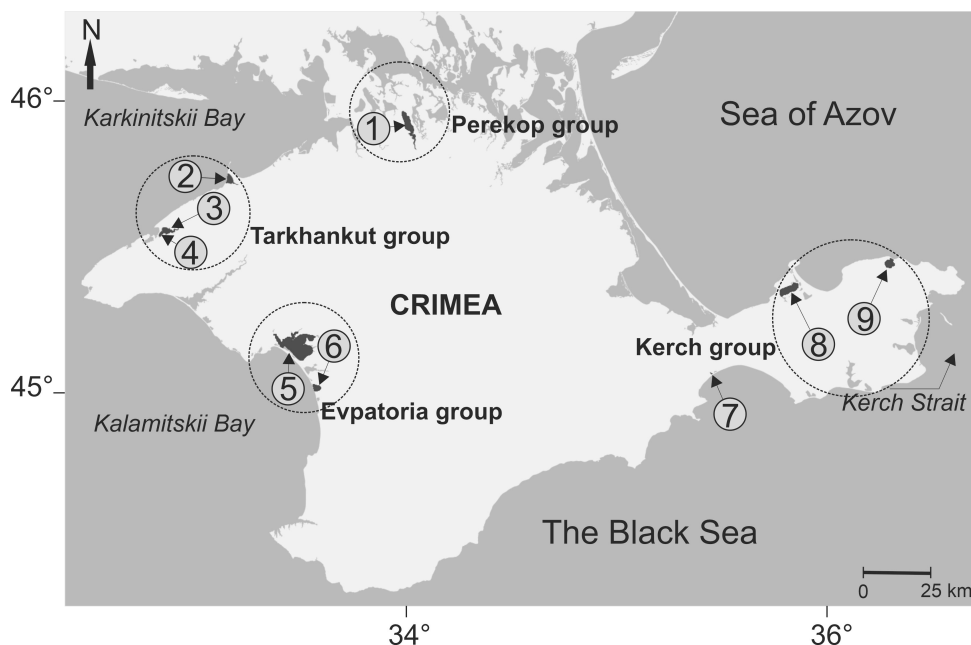 N
46°
Karkinitskii Bay
1
Perekop group
Sea of Azov
2
3
4
Tarkhankut group
CRIMEA
9
8
Kerch group
6
5
45°
Evpatoria group
Kerch Strait
Kalamitskii Bay
7
The Black Sea
0 25 km
34° 36°